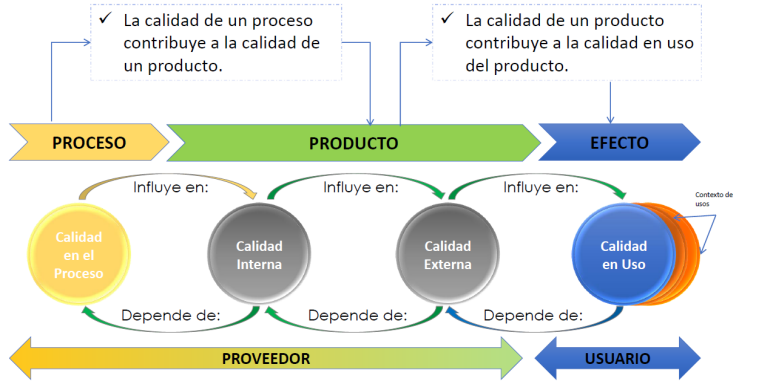 ✓ La calidad de un proceso
contribuye a la calidad de
un producto.
✓ La calidad de un producto
contribuye a la calidad en uso
del producto.
PROCESO
PRODUCTO
EFECTO
Influye en:
Influye en:
Influye en:
Contexto de
usos
Calidad
en el
Proceso
Calidad
Interna
Calidad
Externa
Calidad
en Uso
Depende de:
Depende de:
Depende de:
PROVEEDOR
USUARIO